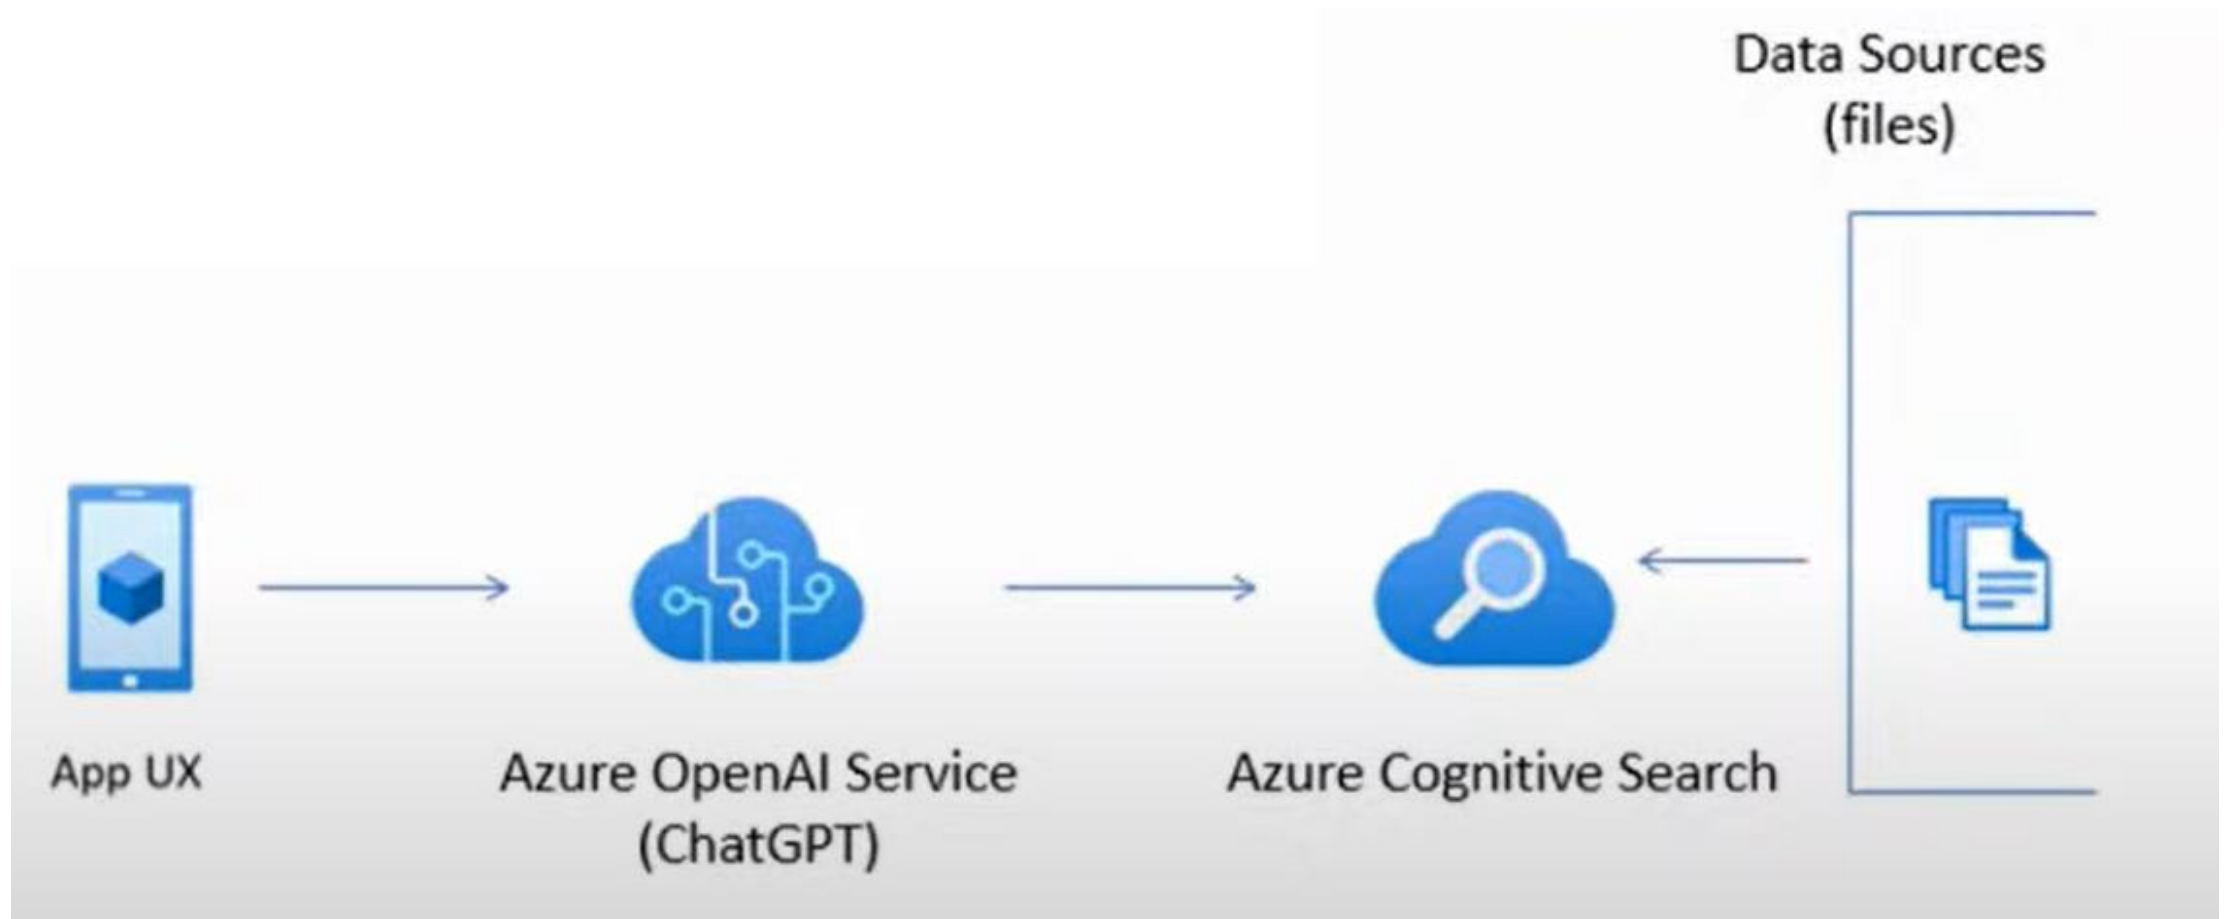 Data Sources
(files)
App UX
Azure OpenAI Service
(ChatGPT)
Azure Cognitive Search